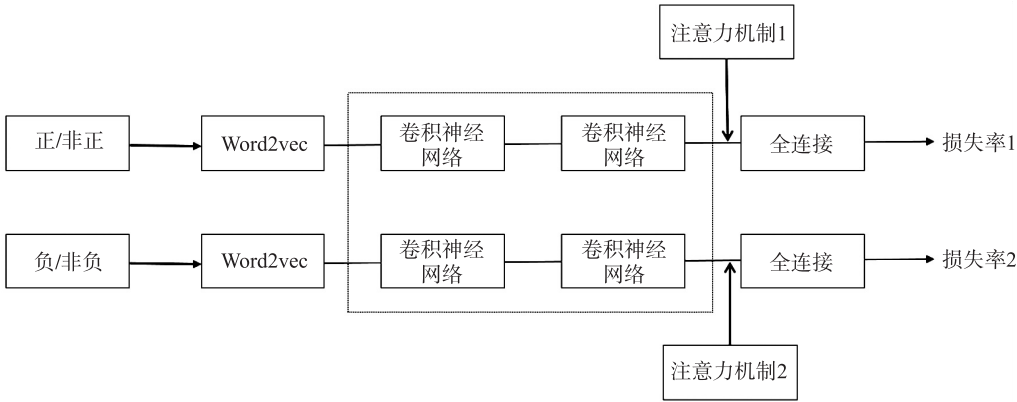 注意力机制1
正/非正
Word2vec
卷积神经
网络
卷积神经
网络
全连接
损失率1
负/非负
Word2vec
卷积神经
网络
卷积神经
网络
全连接
损失率2
注意力机制2